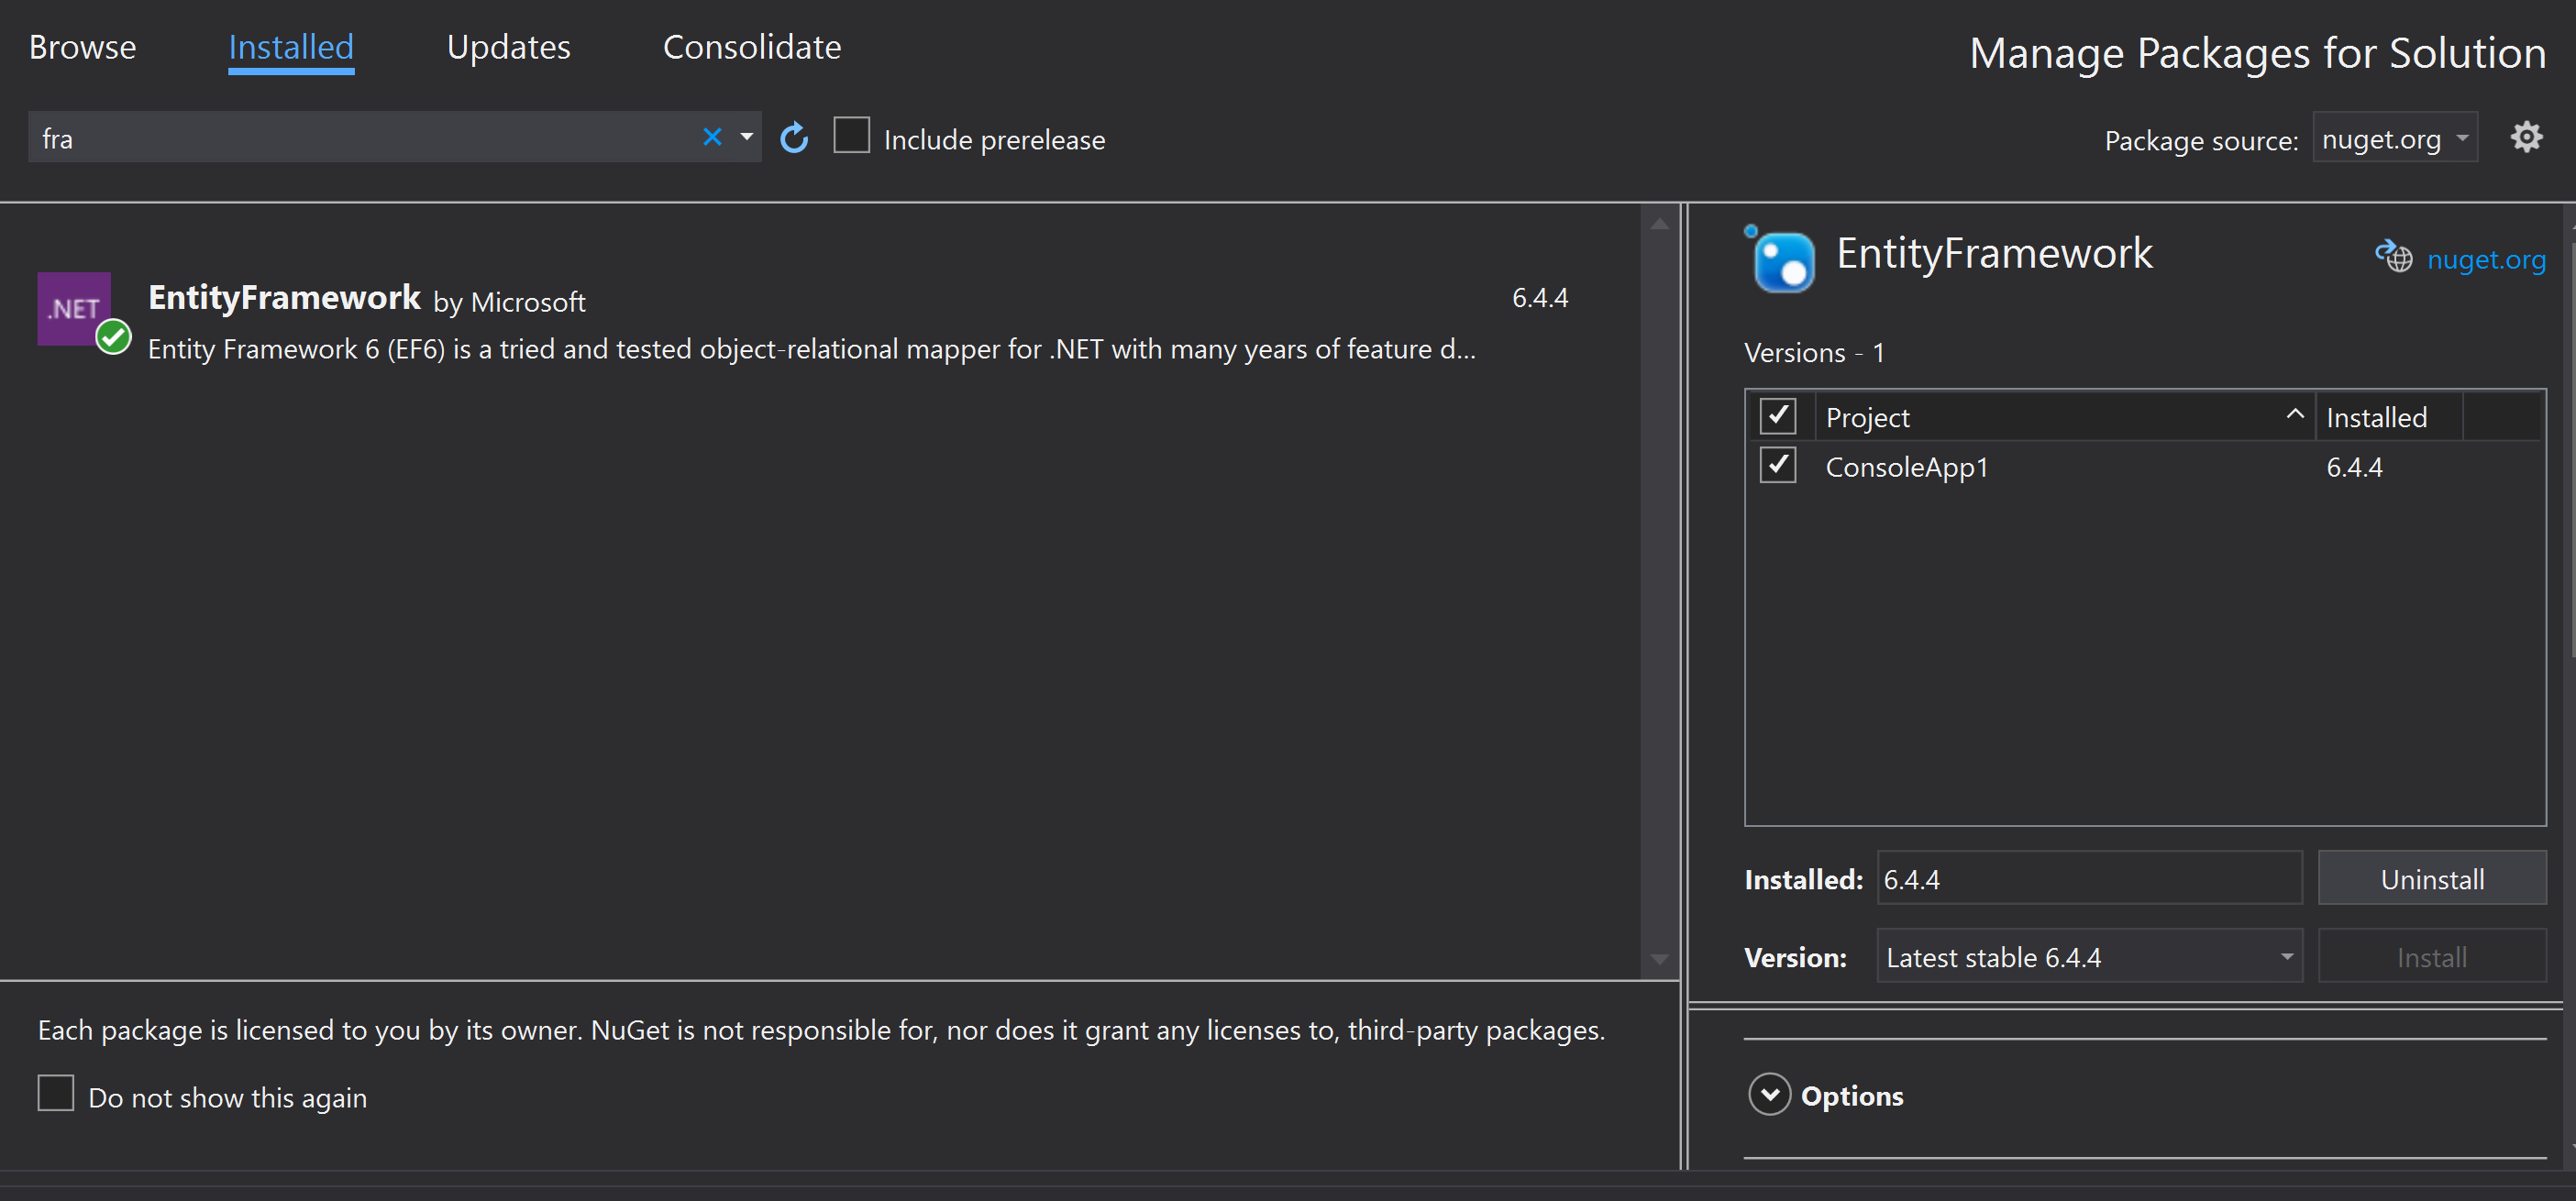 Browse Installed Updates Consolidate
Manage Packages for Solution
fra
Include prerelease
Package source: nuget.org
.NET
EntityFramework by Microsoft 6.4.4
Entity Framework 6 (EF6) is a tried and tested object-relational mapper for .NET with many years of feature d...
Each package is licensed to you by its owner. NuGet is not responsible for, nor does it grant any licenses to, third-party packages.
Do not show this again
EntityFramework
nuget.org
Versions - 1
Project Installed
ConsoleApp1 6.4.4
Installed: 6.4.4 Uninstall
Version: Latest stable 6.4.4 Install
Options